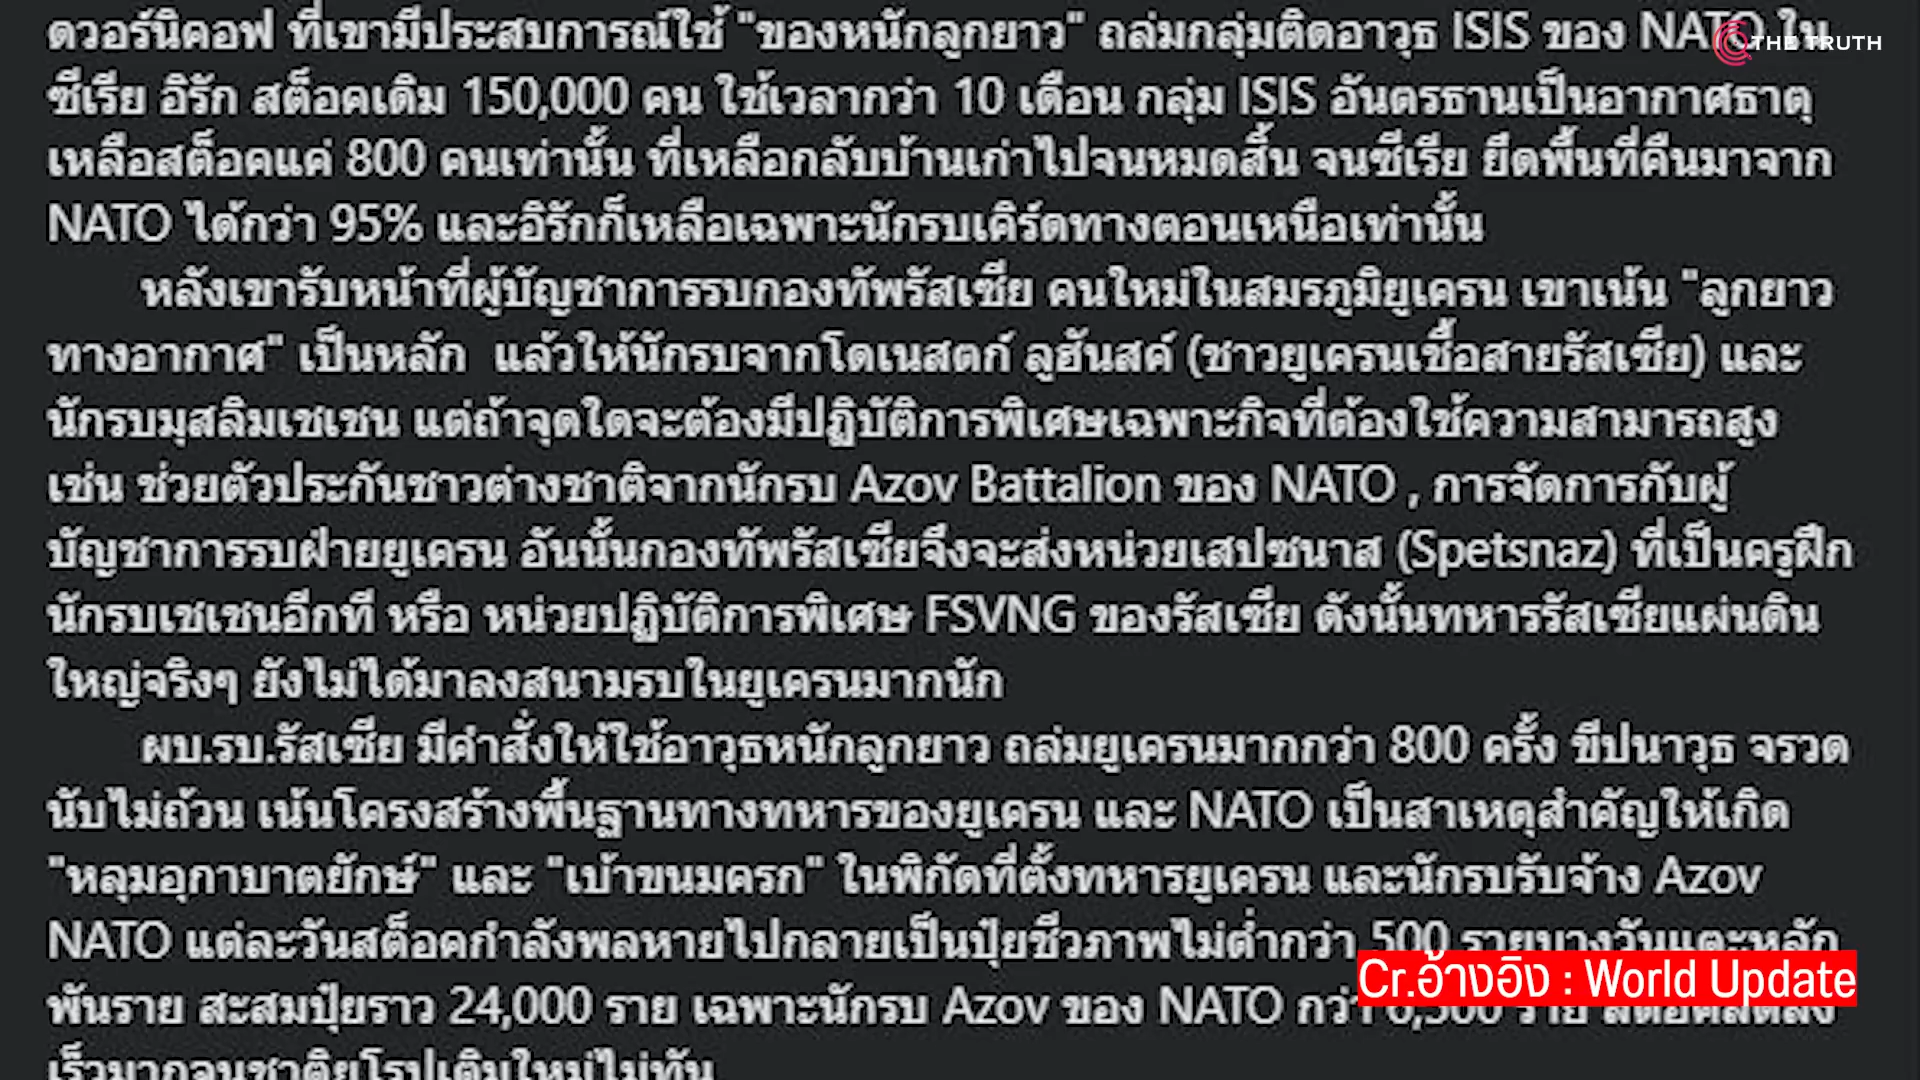 ดวอร์นิคอฟ ที่เขามีประสบการณ์ใช้ "ของหนักลูกยาว" ถล่มกลุ่มติดอาวุธ ISIS ของ NATO ใน
THE TRUTH
ซีเรีย อิรัก สต็อคเดิม 150,000 คน ใช้เวลากว่า 10 เดือน กลุ่ม ISIS อันตรธานเป็นอากาศธาตุ
เหลือสต็อคแค่ 800 คนเท่านั้น ที่เหลือกลับบ้านเก่าไปจนหมดสิ้น จนซีเรีย ยึดพื้นที่คืนมาจาก
NATO ได้กว่า 95% และอิรักก็เหลือเฉพาะนักรบเคิร์ดทางตอนเหนือเท่านั้น
หลังเขารับหน้าที่ผู้บัญชาการรบกองทัพรัสเซีย คนใหม่ในสมรภูมิยูเครน เขาเน้น "ลูกยาว
ทางอากาศ" เป็นหลัก แล้วให้นักรบจากโดเนสตก์ ลูฮันสค์ (ชาวยูเครนเชื้อสายรัสเซีย) และ
นักรบมุสลิมเชเชน แต่ถ้าจุดใดจะต้องมีปฏิบัติการพิเศษเฉพาะกิจที่ต้องใช้ความสามารถสูง
เช่น ช่วยตัวประกันชาวต่างชาติจากนักรบ Azov Battalion ของ NATO , การจัดการกับผู้
บัญชาการรบฝ่ายยูเครน อันนั้นกองทัพรัสเซียจึงจะส่งหน่วยเสปซนาส (Spetsnaz) ที่เป็นครูฝึก
นักรบเชเชนอีกที หรือ หน่วยปฏิบัติการพิเศษ FSVNG ของรัสเซีย ดังนั้นทหารรัสเซียแผ่นดิน
ใหญ่จริงๆ ยังไม่ได้มาลงสนามรบในยูเครนมากนัก
ผบ.รบ.รัสเซีย มีคำสั่งให้ใช้อาวุธหนักลูกยาว ถล่มยูเครนมากกว่า 800 ครั้ง ขีปนาวุธ จรวด
นับไม่ถ้วน เน้นโครงสร้างพื้นฐานทางทหารของยูเครน และ NATO เป็นสาเหตุสำคัญให้เกิด
"หลุมอุกาบาตยักษ์" และ "เบ้าขนมครก" ในพิกัดที่ตั้งทหารยูเครน และนักรบรับจ้าง Azov
NATO แต่ละวันสต็อคกำลังพลหายไปกลายเป็นปุ๋ยชีวภาพไม่ต่ำกว่า 500 รายบางวันแตะหลัก
พันราย สะสมปุ๋ยราว 24,000 ราย เฉพาะนักรบ Azov ของ NATO กว่า
Cr.อ้างอิง : World Update
เร็วมากจนชาติยุโรปเติมใหม่ไม่ทัน